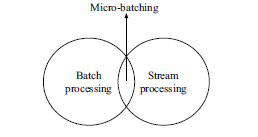 Micro-batching
Batch
processing
Stream
processing